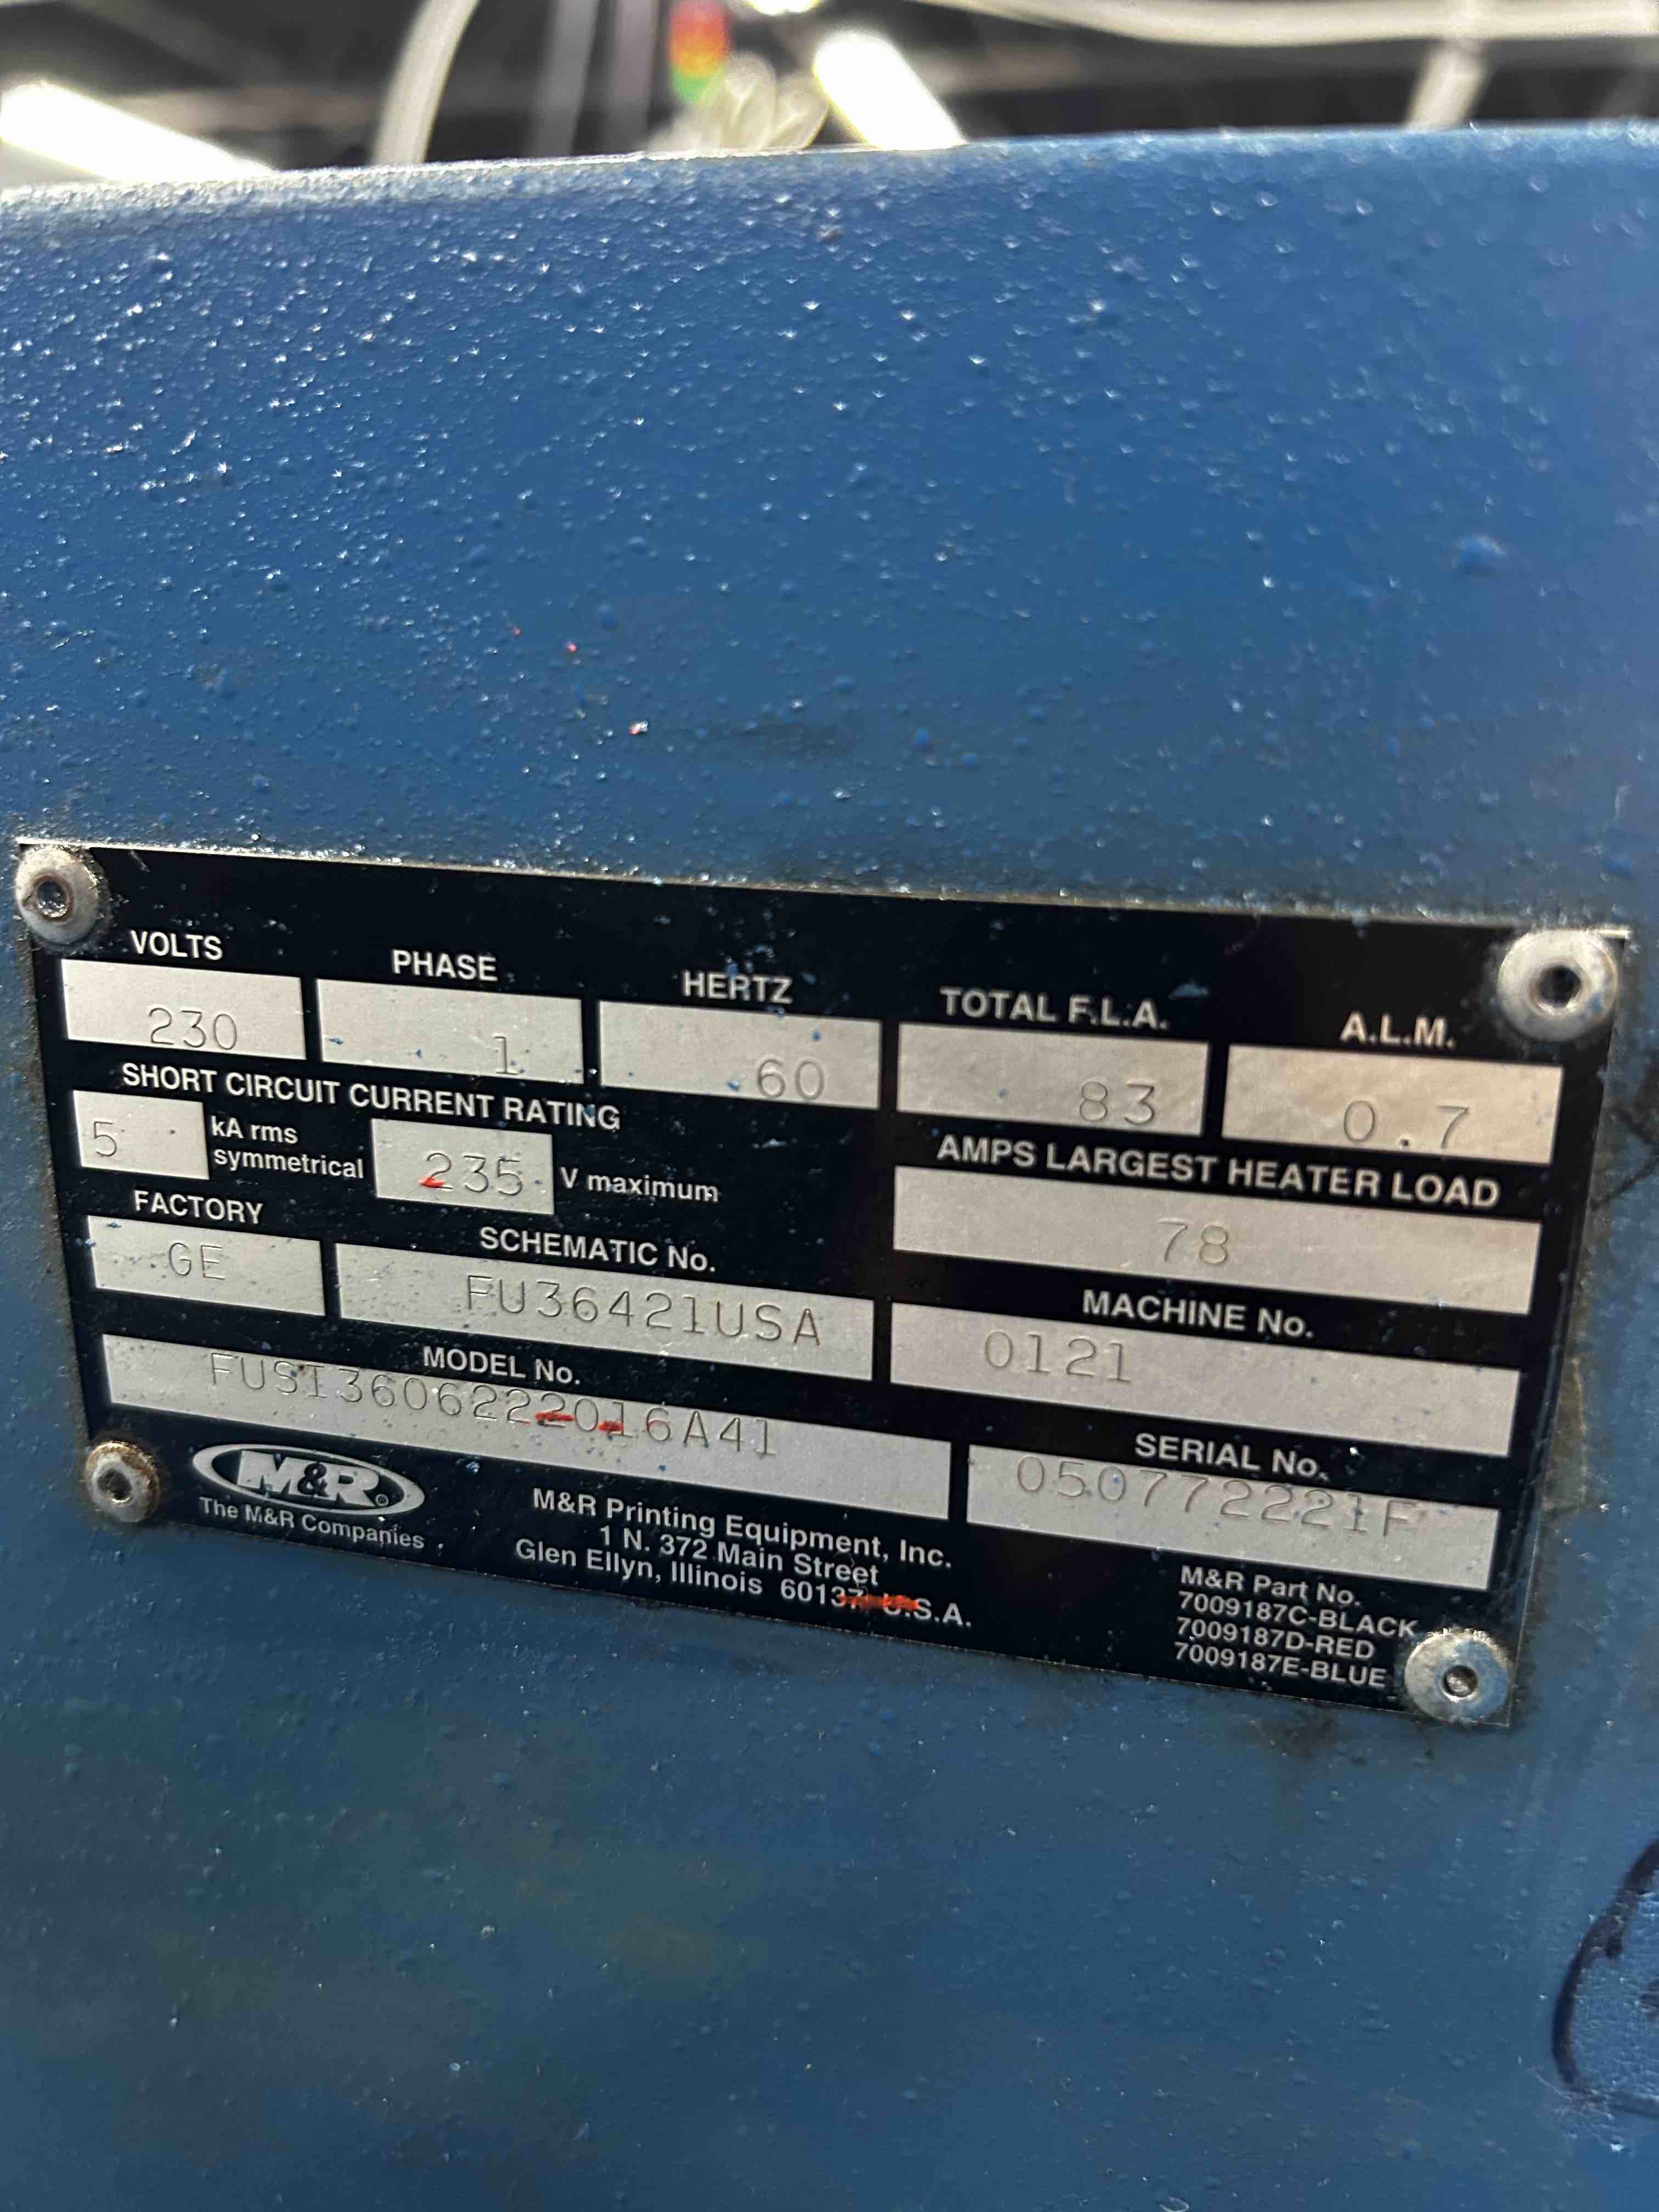 VOLTS PHASE HERTZ TOTAL F.L.A. A.L.M.
230 1 60 83 0.7
SHORT CIRCUIT CURRENT RATING
5 kA rms symmetrical 235 V maximum
AMPS LARGEST HEATER LOAD
78
FACTORY SCHEMATIC No. MACHINE No.
GE FU36421USA 0121
MODEL No. SERIAL No.
FUSI3606222016A41 050772221F
M&R
The M&R Companies
M&R Printing Equipment, Inc.
1 N. 372 Main Street
Glen Ellyn, Illinois 60137 U.S.A.
M&R Part No.
7009187C-BLACK
7009187D-RED
7009187E-BLUE